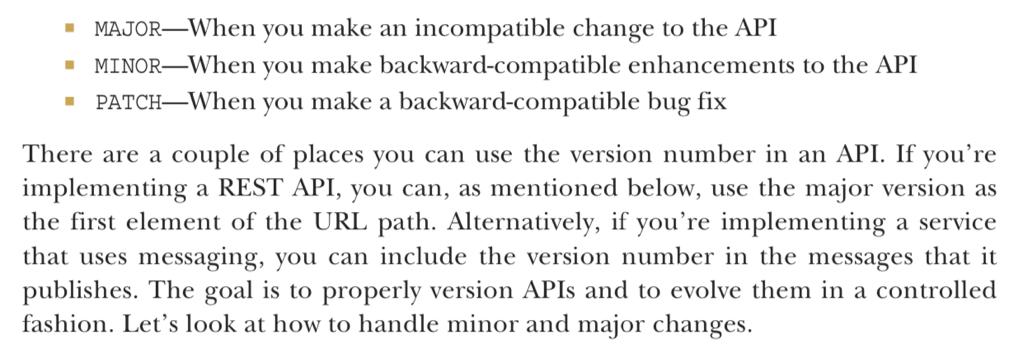 ▪ MAJOR—When you make an incompatible change to the API
▪ MINOR—When you make backward-compatible enhancements to the API
▪ PATCH—When you make a backward-compatible bug fix
There are a couple of places you can use the version number in an API. If you’re
implementing a REST API, you can, as mentioned below, use the major version as
the first element of the URL path. Alternatively, if you’re implementing a service
that uses messaging, you can include the version number in the messages that it
publishes. The goal is to properly version APIs and to evolve them in a controlled
fashion. Let’s look at how to handle minor and major changes.